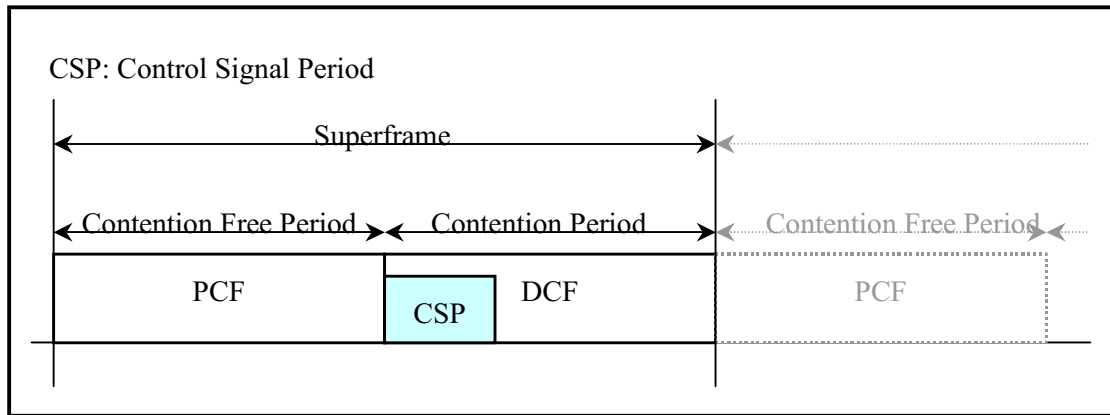 CSP: Control Signal Period
Superframe
Contention Free Period
Contention Period
Contention Free Period
PCF
CSP
DCF
PCF